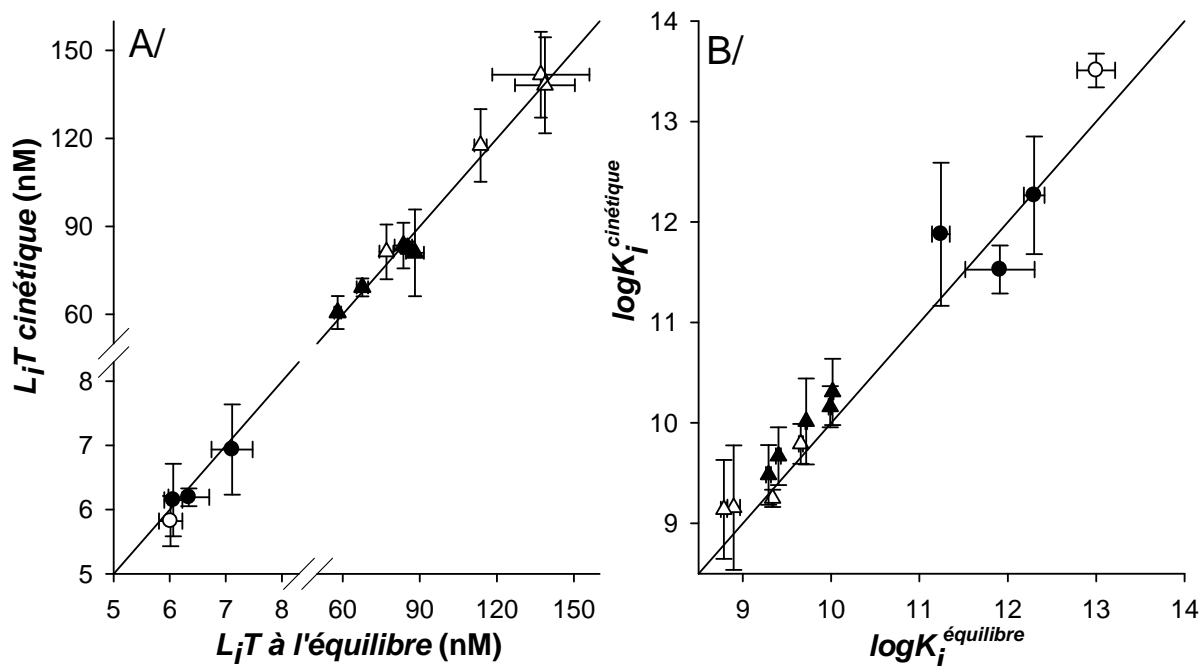 A/
150
120
90
60
8
7
6
5
5 6 7 8 60 90 120 150
LiT cinétique (nM)
LiT à l'équilibre (nM)
B/
14
13
12
11
10
9
9 10 11 12 13 14
logKi cinétique
logKi équilibre